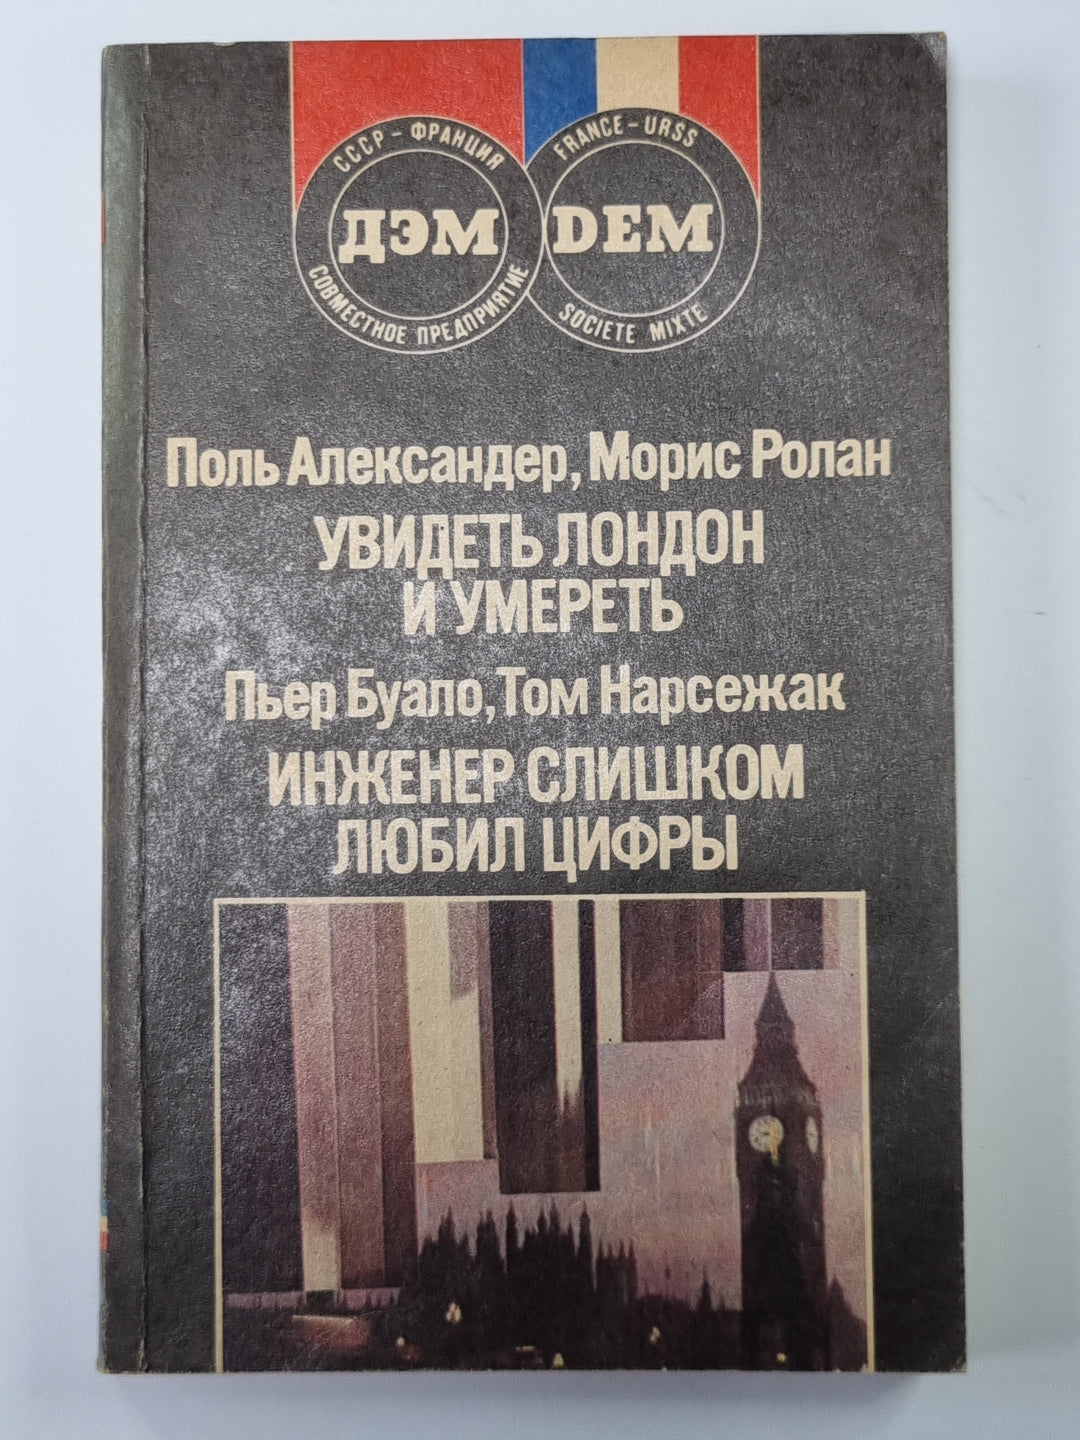 СССР - ФРАНЦИЯ
ДЭМ
СОВМЕСТНОЕ ПРЕДПРИЯТИЕ
FRANCE - URSS
DEM
SOCIETE MIXTE
Поль Александер, Морис Ролан
УВИДЕТЬ ЛОНДОН
И УМЕРЕТЬ
Пьер Буало, Том Нарсежак
ИНЖЕНЕР СЛИШКОМ
ЛЮБИЛ ЦИФРЫ